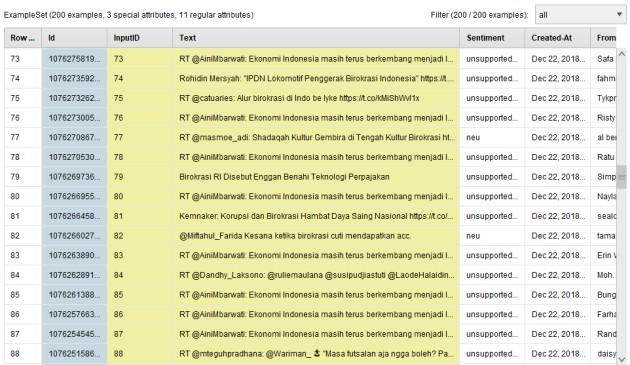 ExampleSet (200 examples, 3 special attributes, 11 regular attributes) Filter (200 / 200 examples): all
Row ... Id InputID Text Sentiment Created-At From
73 1076275819... 73 RT @AiniMbarwati: Ekonomi Indonesia masih terus berkembang menjadi l... unsupported... Dec 22, 2018... Safa
74 1076273592... 74 Rohidin Mersyah: "IPDN Lokomotif Penggerak Birokrasi Indonesia" https://t.... unsupported... Dec 22, 2018... fahm
75 1076273262... 75 RT @catuaries: Alur birokrasi di Indo be lyke https://t.co/kMiShWvl1x unsupported... Dec 22, 2018... Tykpr
76 1076273005... 76 RT @AiniMbarwati: Ekonomi Indonesia masih terus berkembang menjadi l... unsupported... Dec 22, 2018... Risty
77 1076270867... 77 RT @masmoe_adi: Shadaqah Kultur Gembira di Tengah Kultur Birokrasi ht... neu Dec 22, 2018... al be
78 1076270530... 78 RT @AiniMbarwati: Ekonomi Indonesia masih terus berkembang menjadi l... unsupported... Dec 22, 2018... Ratu
79 1076269736... 79 Birokrasi RI Disebut Enggan Benahi Teknologi Perpajakan unsupported... Dec 22, 2018... Simp
80 1076266955... 80 RT @AiniMbarwati: Ekonomi Indonesia masih terus berkembang menjadi l... unsupported... Dec 22, 2018... Nayla
81 1076266458... 81 Kemnaker: Korupsi dan Birokrasi Hambat Daya Saing Nasional https://t.co/... unsupported... Dec 22, 2018... sealo
82 1076266027... 82 @Miftahul_Farida Kesana ketika birokrasi cuti mendapatkan acc. neu Dec 22, 2018... tama
83 1076263890... 83 RT @AiniMbarwati: Ekonomi Indonesia masih terus berkembang menjadi l... unsupported... Dec 22, 2018... Erin
84 1076262891... 84 RT @Dandhy_Laksono: @ruliemaulana @susipudjiastuti @LaodeHalaidin... unsupported... Dec 22, 2018... Moh.
85 1076261388... 85 RT @AiniMbarwati: Ekonomi Indonesia masih terus berkembang menjadi l... unsupported... Dec 22, 2018... Bung
86 1076257663... 86 RT @AiniMbarwati: Ekonomi Indonesia masih terus berkembang menjadi l... unsupported... Dec 22, 2018... Farha
87 1076254545... 87 RT @AiniMbarwati: Ekonomi Indonesia masih terus berkembang menjadi l... unsupported... Dec 22, 2018... Rand
88 1076251586... 88 RT @mteguhpradhana: @Wariman_ "Masa futsalan aja ngga boleh? Pa... unsupported... Dec 22, 2018... daisy